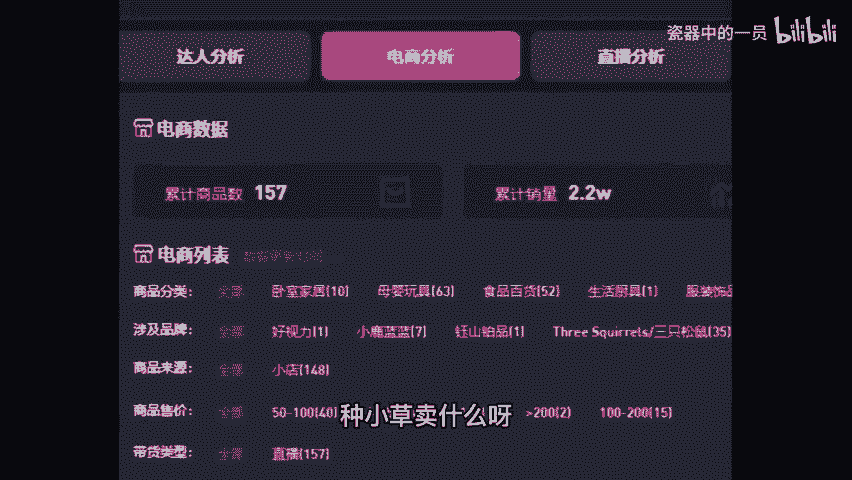 瓷器中的一员 bilibili
达人分析 电商分析 直播分析
电商数据
累计商品数 157 累计销量 2.2w
电商列表
商品分类： 全部 卧室家居(10) 母婴玩具(63) 食品百货(52) 生活厨具(1) 服装饰品
涉及品牌： 全部 好视力(1) 小鹿蓝蓝(7) 钰山铂品(1) Three Squirrels/三只松鼠(35)
商品来源： 全部 小店(148)
商品售价： 全部 50-100(40) >200(2) 100-200(15)
种小草卖什么呀
带货类型： 全部 直播(157)